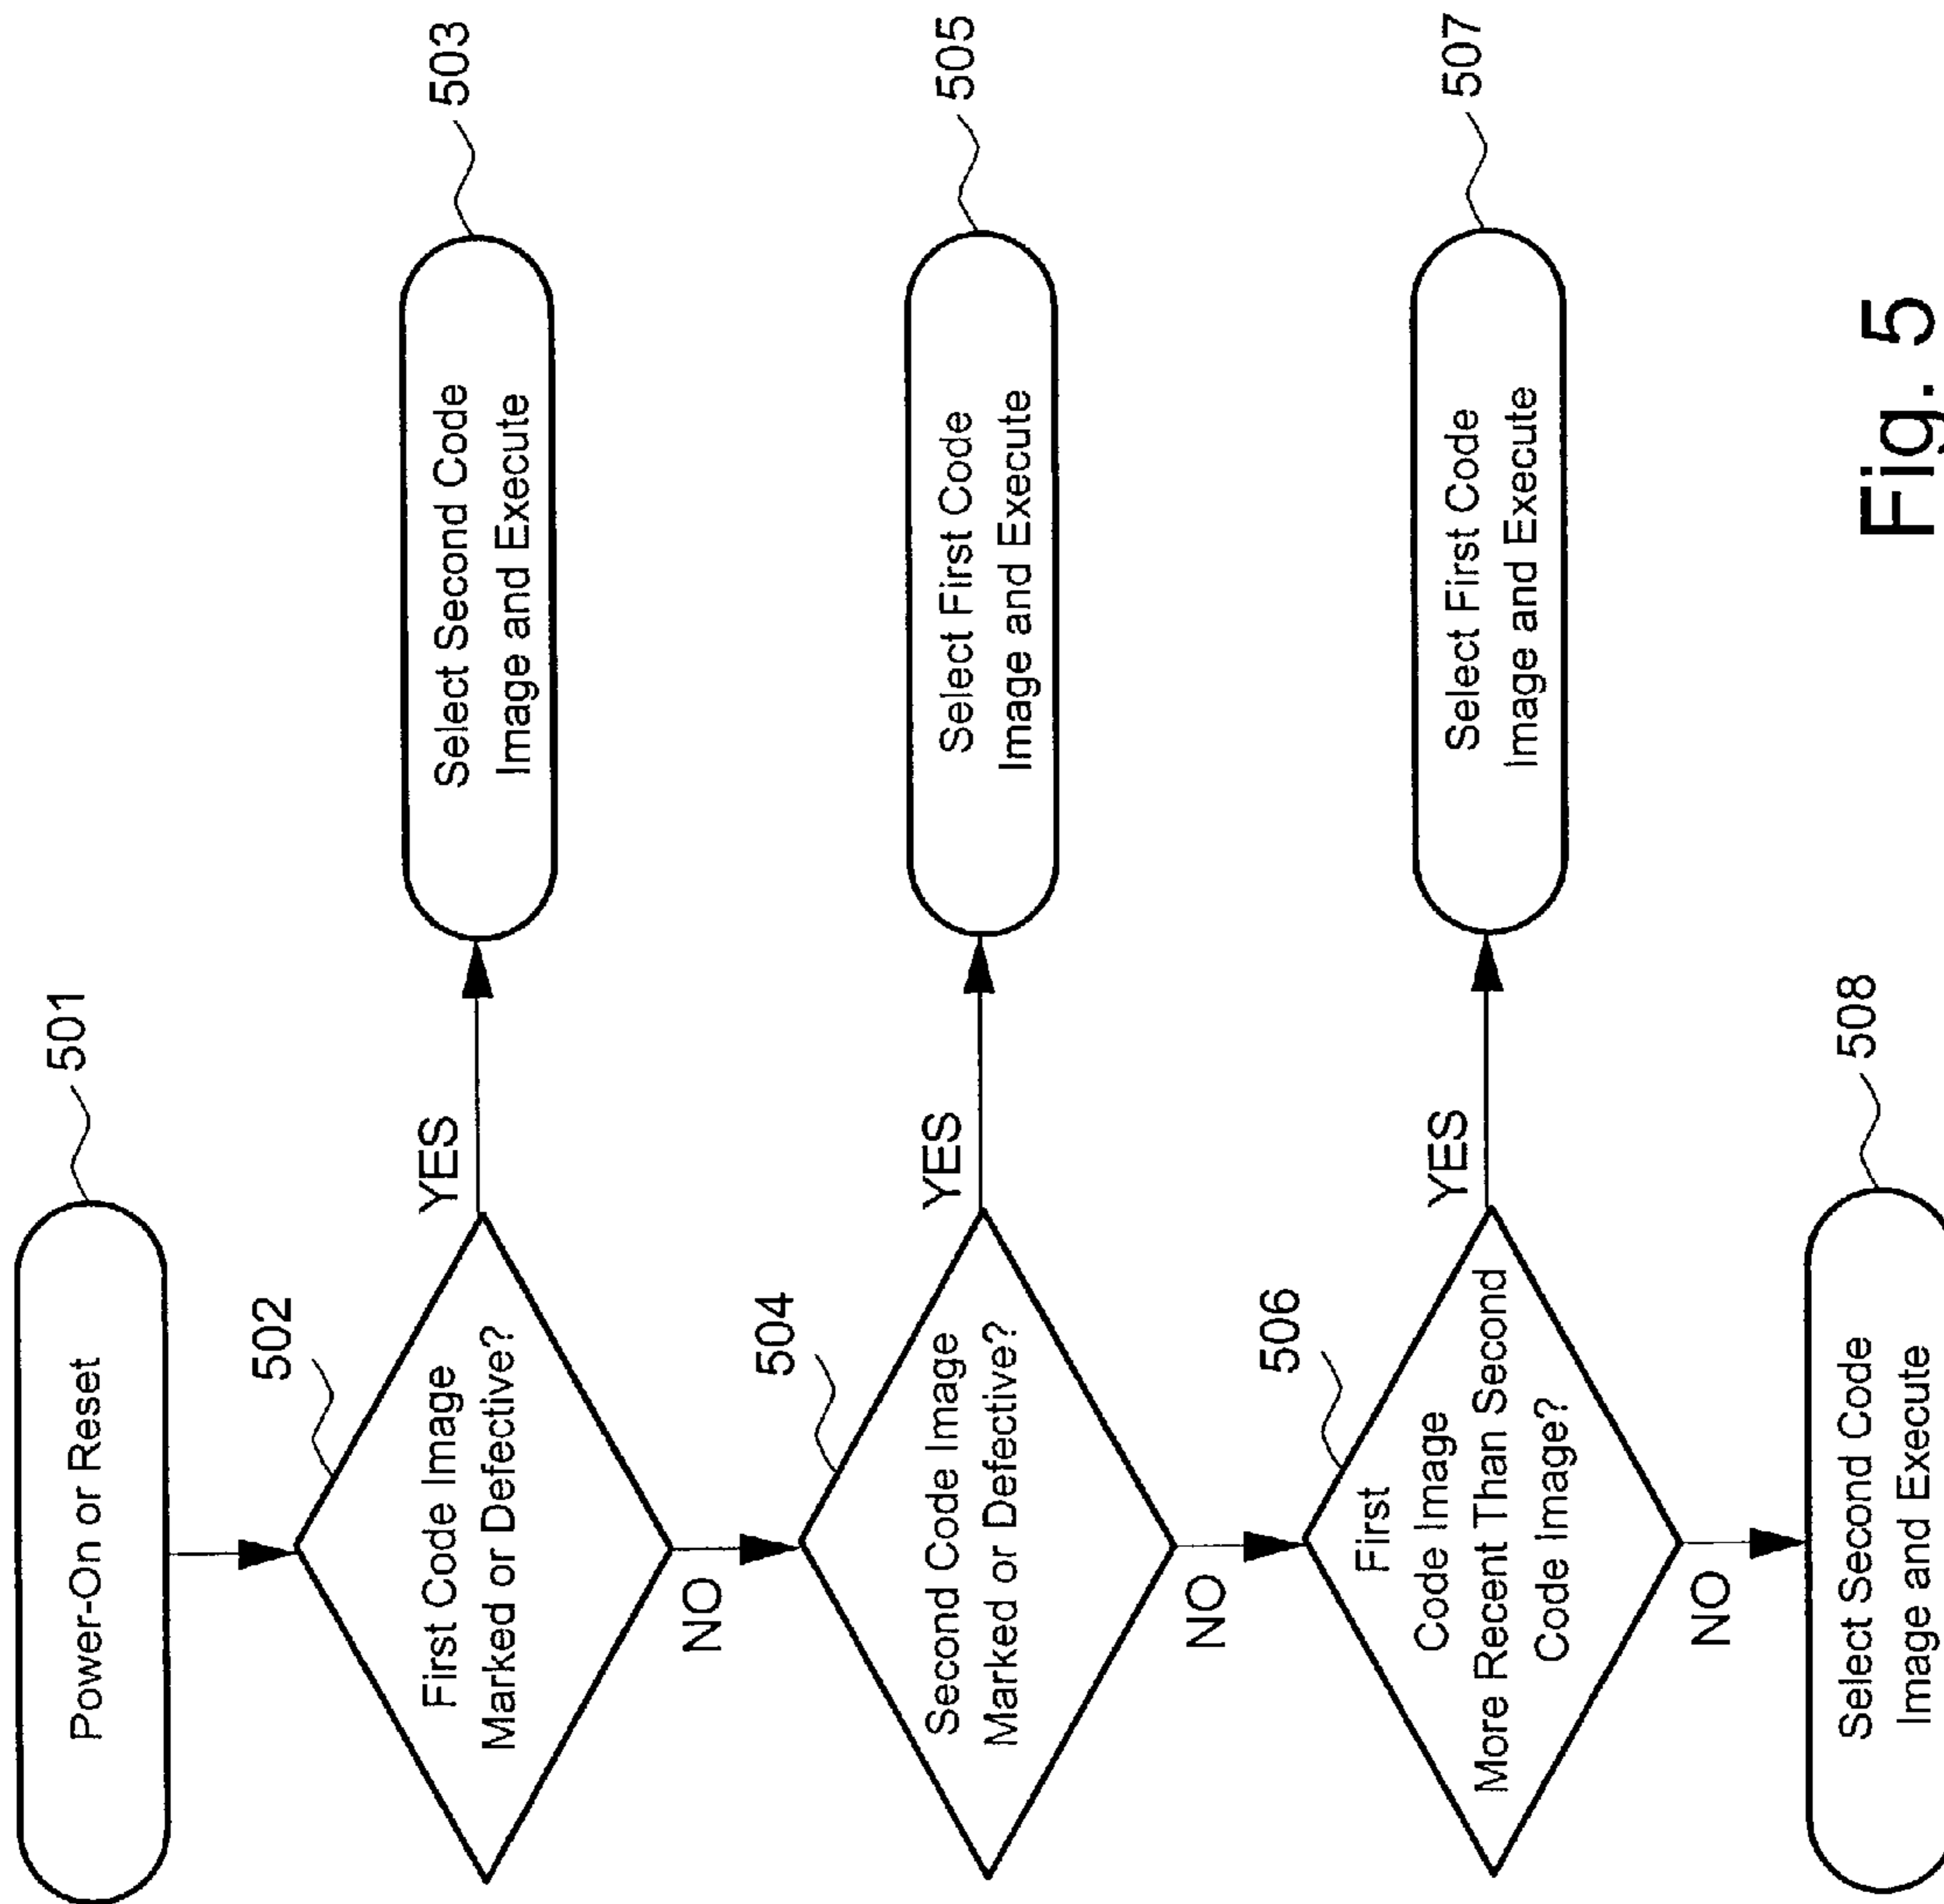 501
Power-On or Reset
502
First Code Image
Marked or Defective?
YES
503
Select Second Code
Image and Execute
NO
504
Second Code Image
Marked or Defective?
YES
505
Select First Code
Image and Execute
NO
506
First
Code Image
More Recent Than Second
Code Image?
YES
507
Select First Code
Image and Execute
NO
508
Select Second Code
Image and Execute
Fig. 5